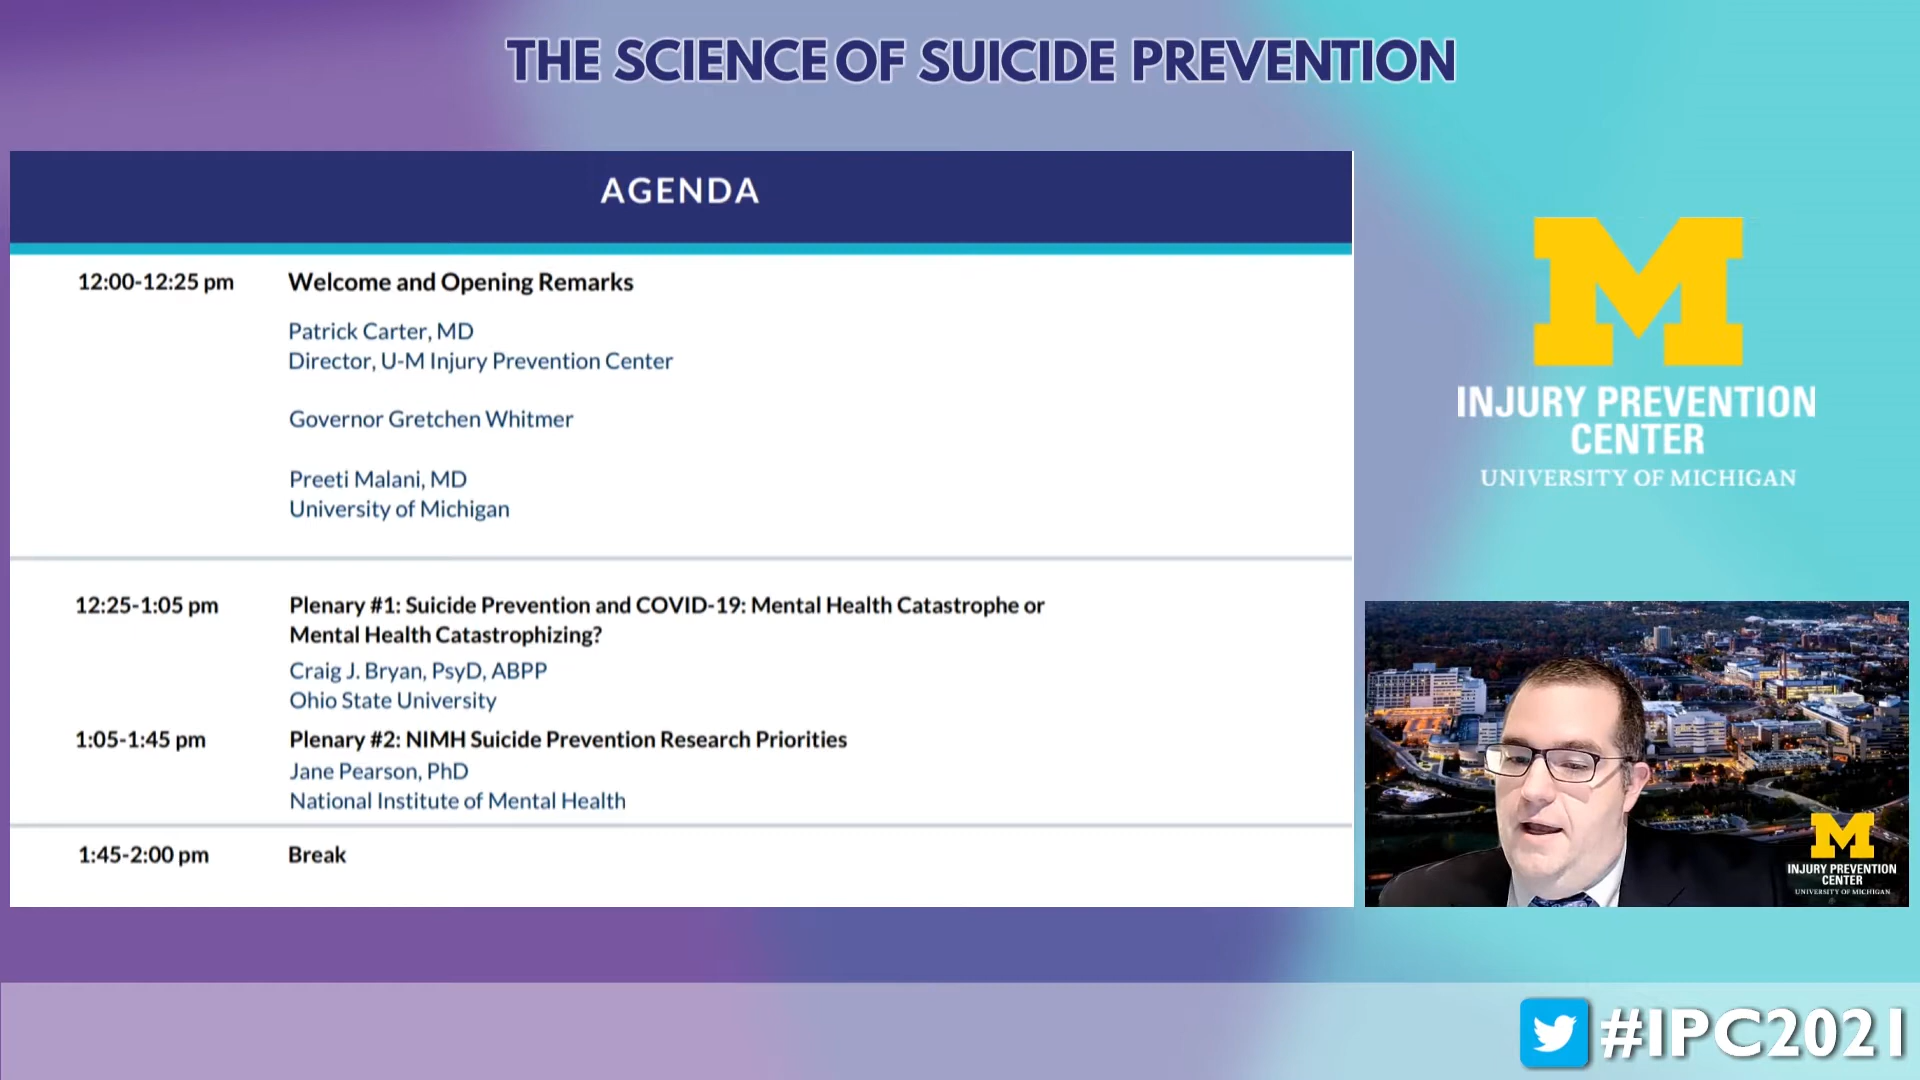 THE SCIENCE OF SUICIDE PREVENTION
AGENDA
12:00-12:25 pm
Welcome and Opening Remarks
Patrick Carter, MD
Director, U-M Injury Prevention Center
Governor Gretchen Whitmer
Preeti Malani, MD
University of Michigan
12:25-1:05 pm
Plenary #1: Suicide Prevention and COVID-19: Mental Health Catastrophe or
Mental Health Catastrophizing?
Craig J. Bryan, PsyD, ABPP
Ohio State University
1:05-1:45 pm
Plenary #2: NIMH Suicide Prevention Research Priorities
Jane Pearson, PhD
National Institute of Mental Health
1:45-2:00 pm
Break
M
INJURY PREVENTION
CENTER
UNIVERSITY OF MICHIGAN
M
INJURY PREVENTION
CENTER
UNIVERSITY OF MICHIGAN
#IPC2021